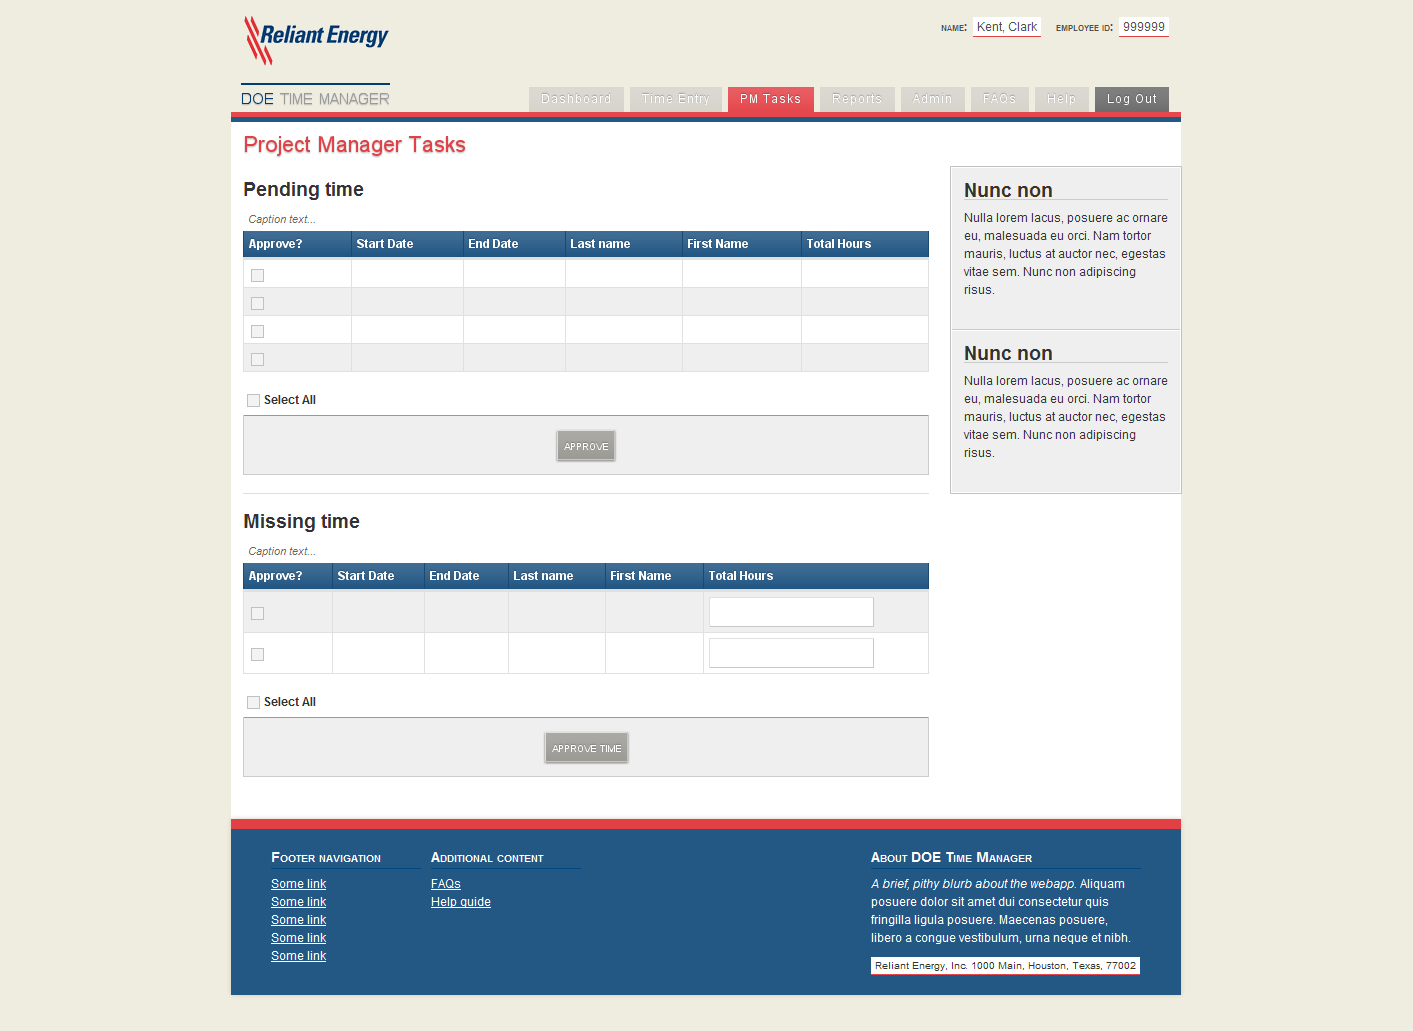 Reliant Energy
NAME: Kent, Clark EMPLOYEE ID: 999999
DOE TIME MANAGER
Dashboard Time Entry PM Tasks Reports Admin FAQs Help Log Out
Project Manager Tasks
Pending time
Caption text...
Approve? Start Date End Date Last name First Name Total Hours
Select All
APPROVE
Missing time
Caption text...
Approve? Start Date End Date Last name First Name Total Hours
Select All
APPROVE TIME
Nunc non
Nulla lorem lacus, posuere ac ornare
eu, malesuada eu orci. Nam tortor
mauris, luctus at auctor nec, egestas
vitae sem. Nunc non adipiscing
risus.
Nunc non
Nulla lorem lacus, posuere ac ornare
eu, malesuada eu orci. Nam tortor
mauris, luctus at auctor nec, egestas
vitae sem. Nunc non adipiscing
risus.
Footer navigation
Some link
Some link
Some link
Some link
Some link
Additional content
FAQs
Help guide
About DOE Time Manager
A brief, pithy blurb about the webapp. Aliquam
posuere dolor sit amet dui consectetur quis
fringilla ligula posuere. Maecenas posuere,
libero a congue vestibulum, urna neque et nibh.
Reliant Energy, Inc. 1000 Main, Houston, Texas, 77002